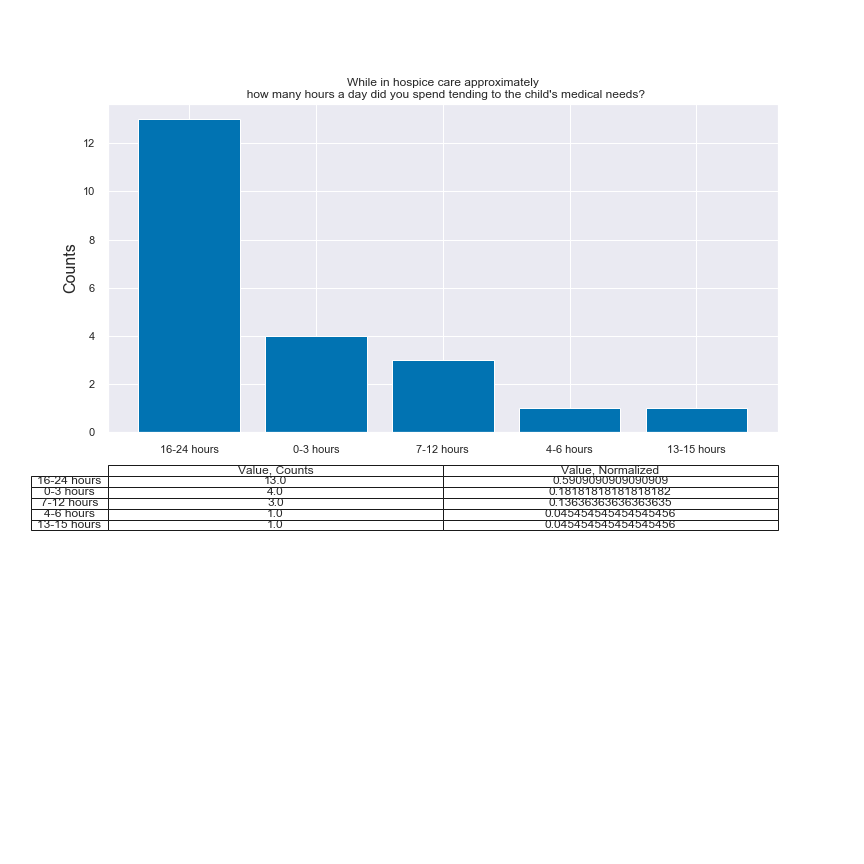 While in hospice care approximately
how many hours a day did you spend tending to the child's medical needs?
12
10
8
6
4
2
0
Counts
16-24 hours 0-3 hours 7-12 hours 4-6 hours 13-15 hours
Value, Counts Value, Normalized
16-24 hours 13.0 0.5909090909090909
0-3 hours 4.0 0.18181818181818182
7-12 hours 3.0 0.13636363636363635
4-6 hours 1.0 0.045454545454545456
13-15 hours 1.0 0.045454545454545456